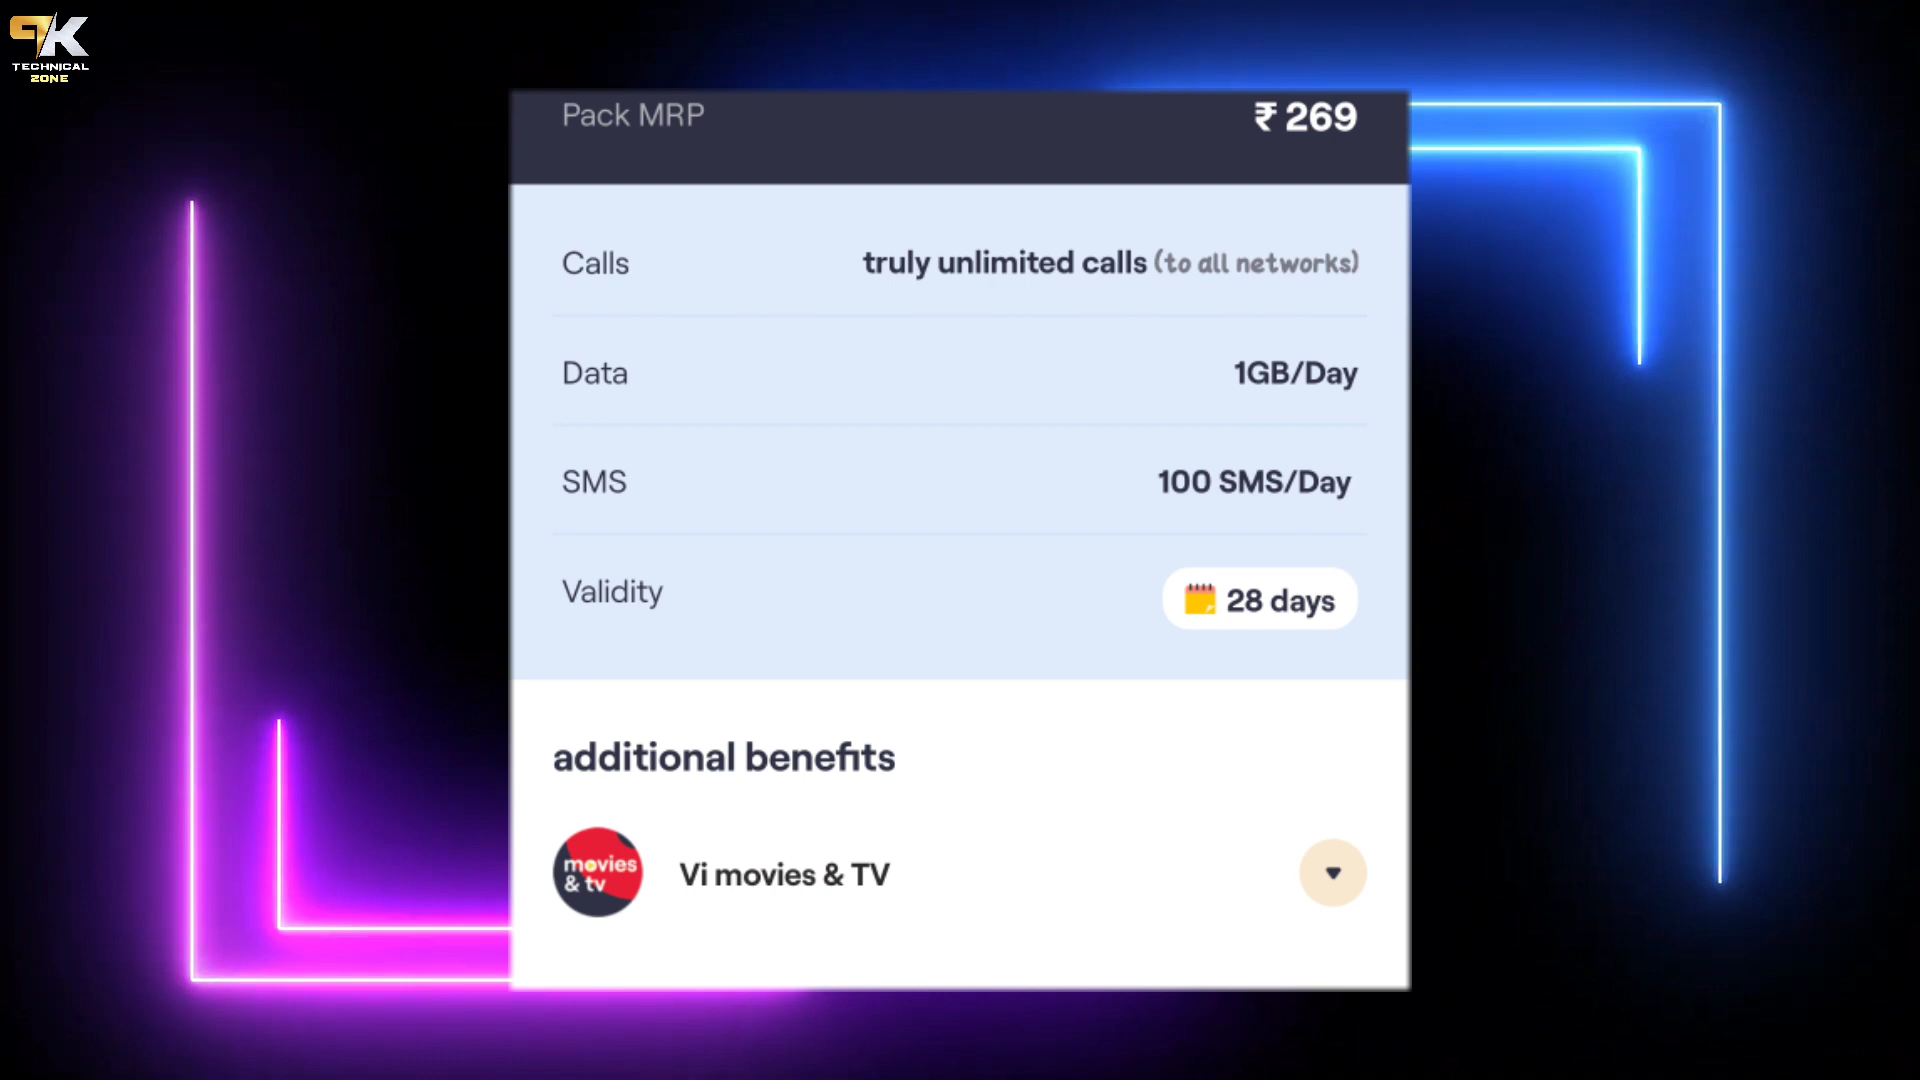 PK
TECHNICAL
ZONE
Pack MRP ₹ 269
Calls truly unlimited calls (to all networks)
Data 1GB/Day
SMS 100 SMS/Day
Validity 28 days
additional benefits
movies
& tv
Vi movies & TV